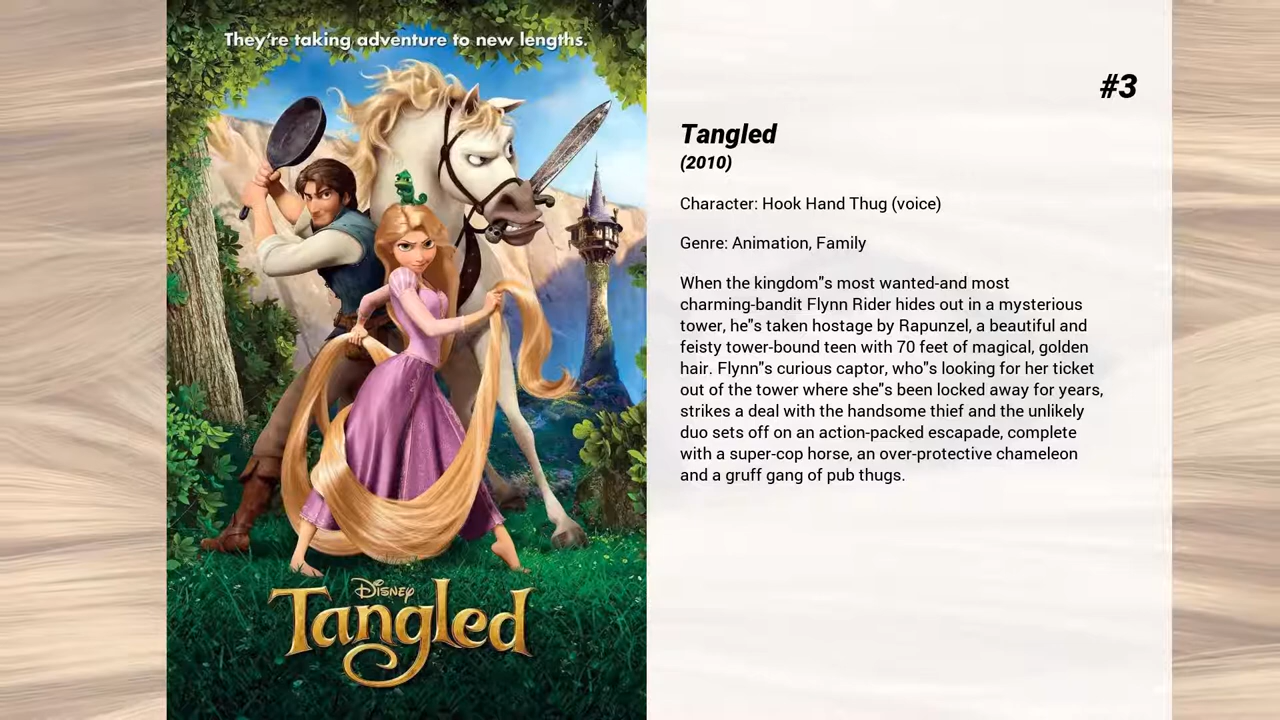 They're taking adventure to new lengths.
Disney
Tangled
#3
Tangled
(2010)
Character: Hook Hand Thug (voice)
Genre: Animation, Family
When the kingdom"s most wanted-and most
charming-bandit Flynn Rider hides out in a mysterious
tower, he"s taken hostage by Rapunzel, a beautiful and
feisty tower-bound teen with 70 feet of magical, golden
hair. Flynn"s curious captor, who"s looking for her ticket
out of the tower where she"s been locked away for years,
strikes a deal with the handsome thief and the unlikely
duo sets off on an action-packed escapade, complete
with a super-cop horse, an over-protective chameleon
and a gruff gang of pub thugs.